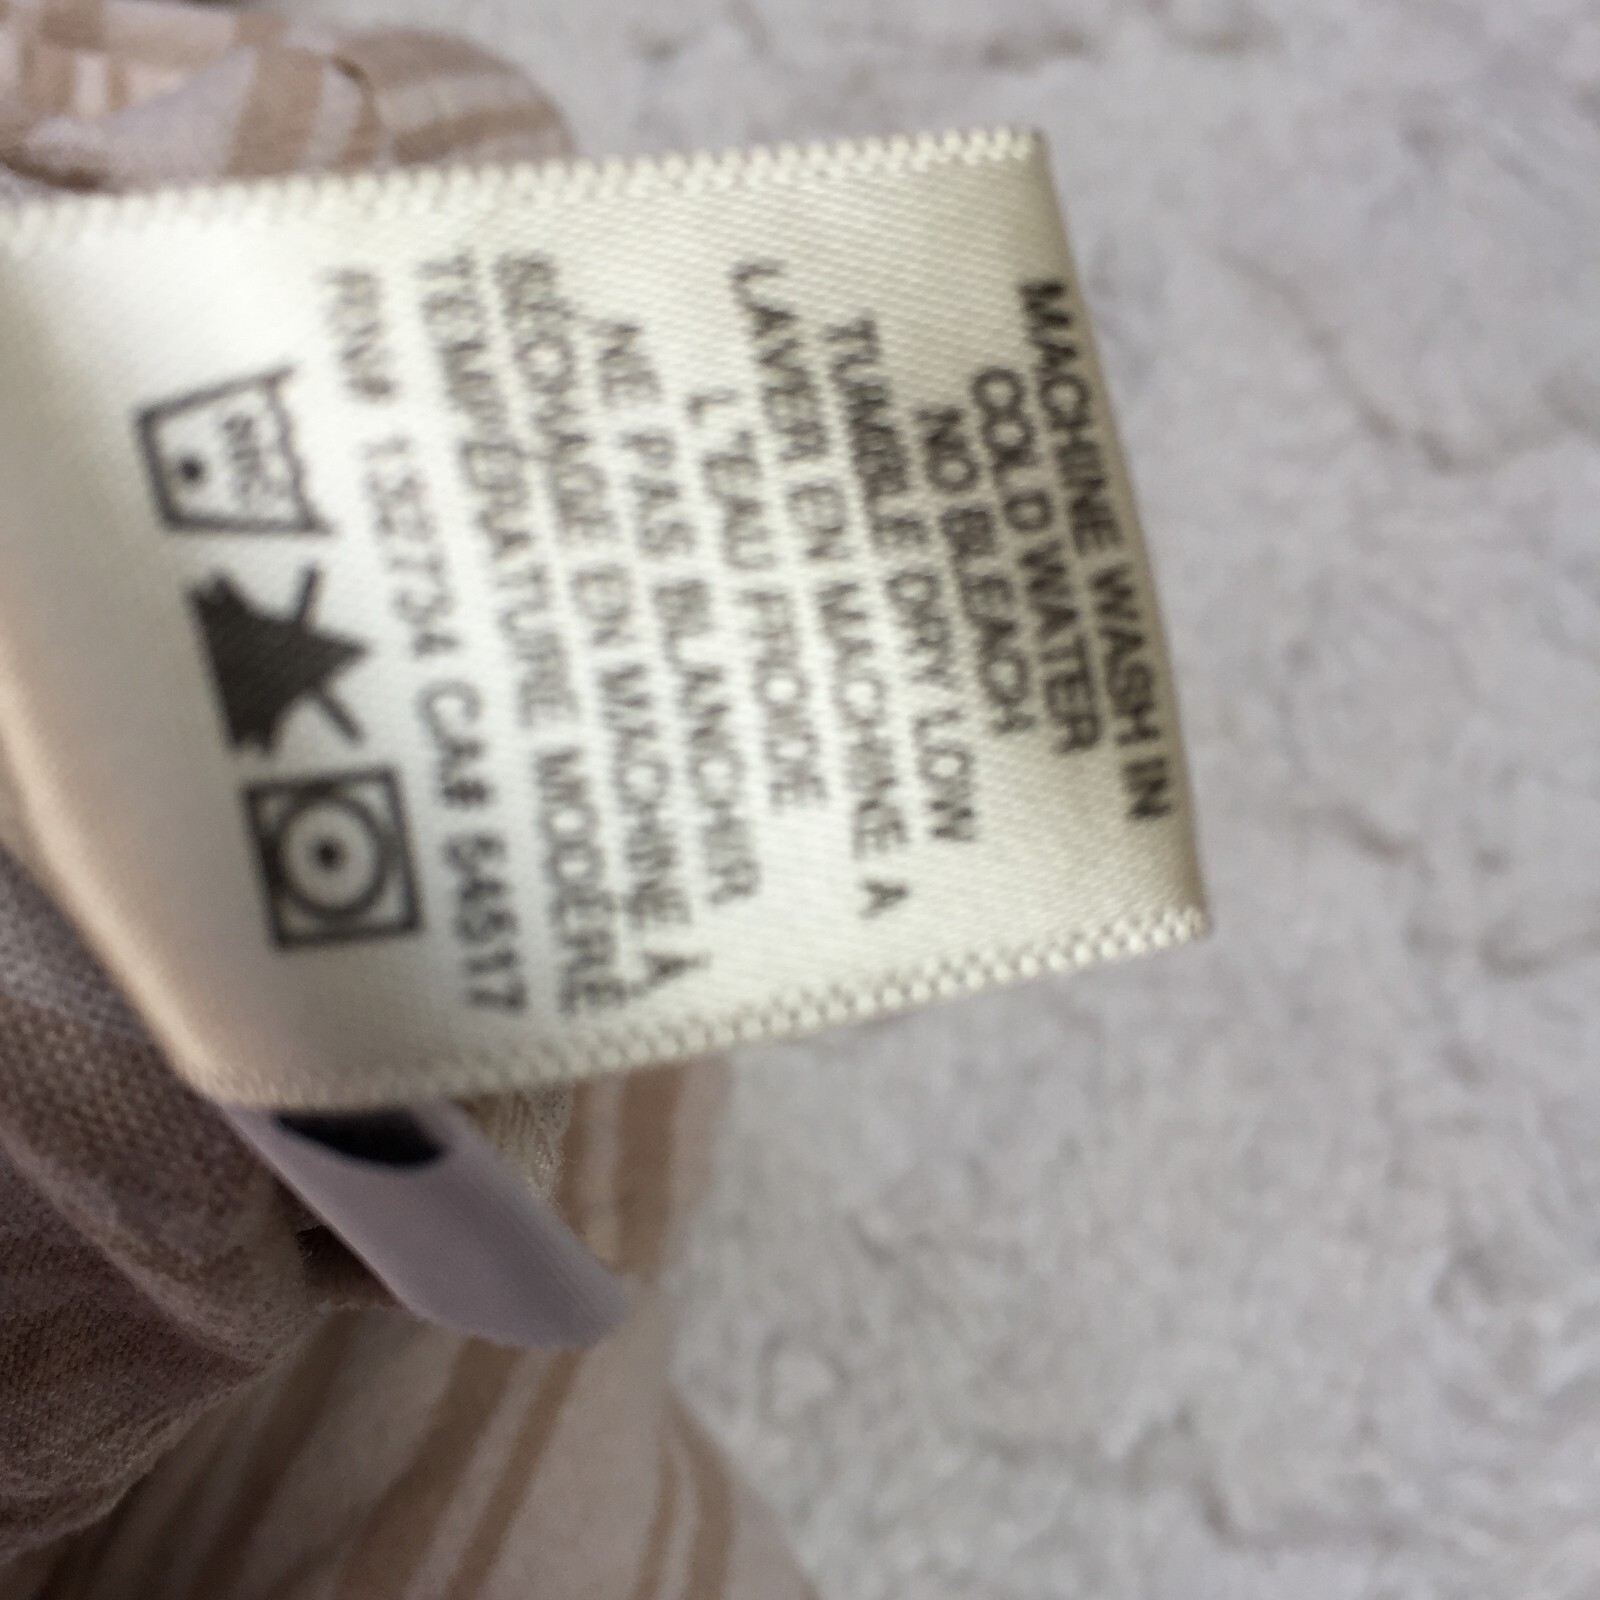 MACHINE WASH IN
COLD WATER
NO BLEACH
TUMBLE DRY LOW
LAVER EN MACHINE A
L'EAU FROIDE
NE PAS BLANCHIR
SÉCHAGE EN MACHINE A
TEMPÉRATURE MODÉRÉ
RN# 132734 CA# 54517